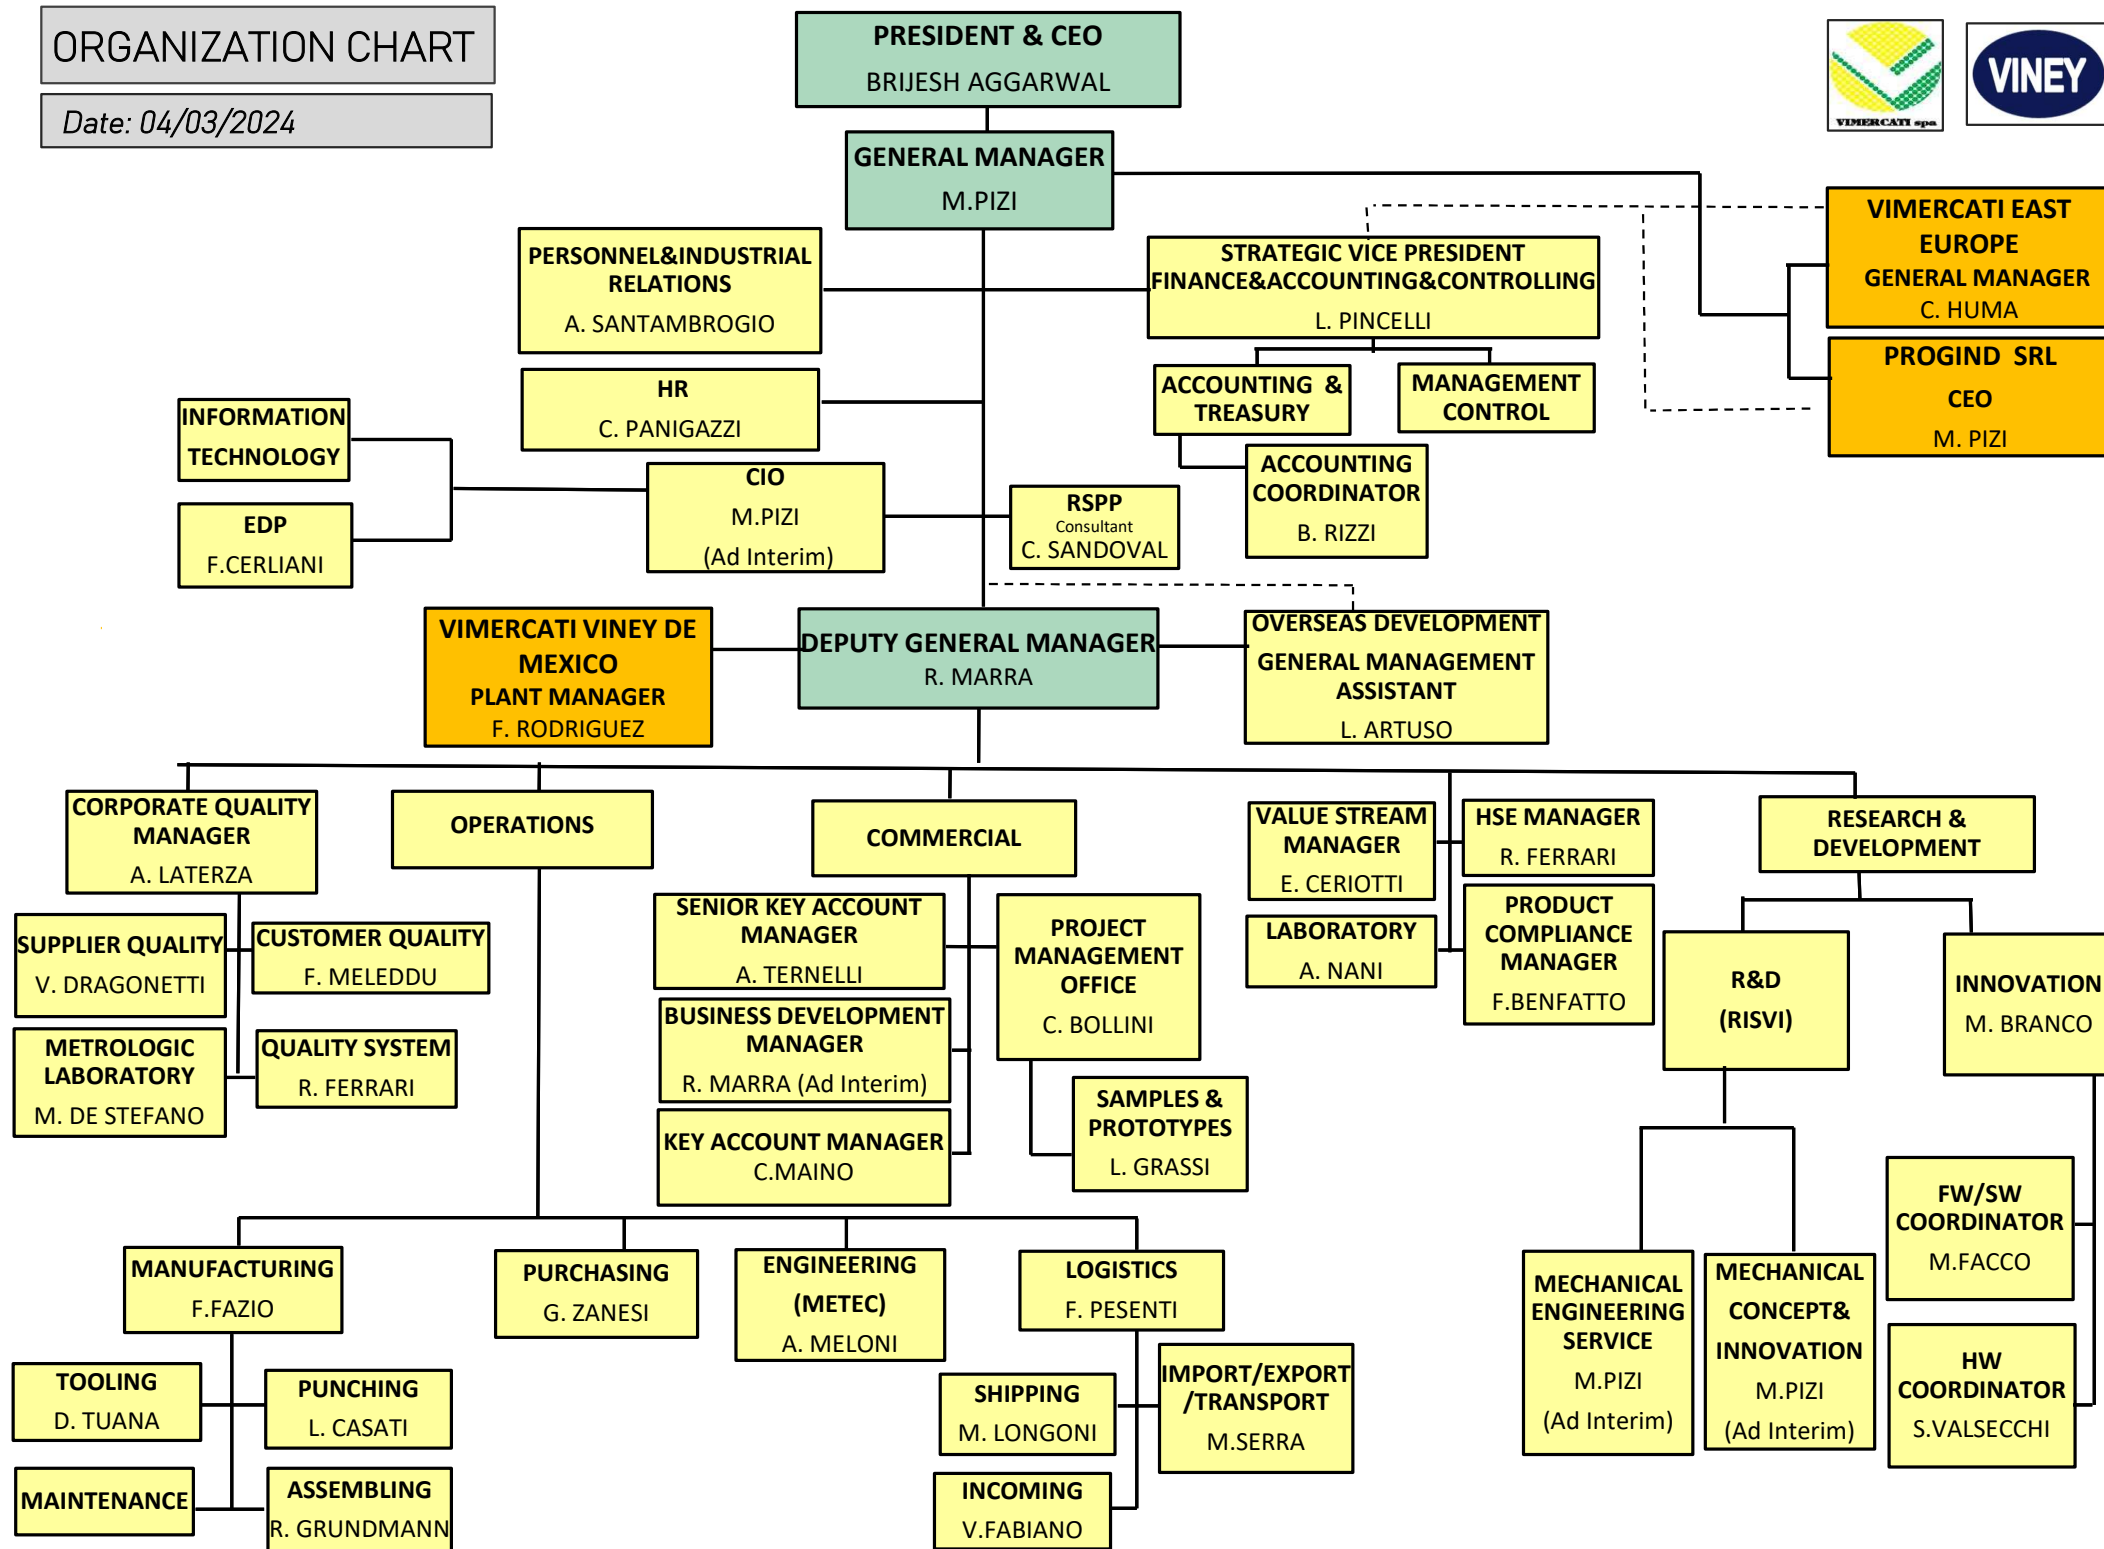 ORGANIZATION CHART
Date: 04/03/2024
PRESIDENT & CEO
BRIJESH AGGARWAL
VIMERCATI spa
VINEY
GENERAL MANAGER
M.PIZI
PERSONNEL&INDUSTRIAL
RELATIONS
A. SANTAMBROGIO
STRATEGIC VICE PRESIDENT
FINANCE&ACCOUNTING&CONTROLLING
L. PINCELLI
VIMERCATI EAST
EUROPE
GENERAL MANAGER
C. HUMA
PROGIND SRL
CEO
M. PIZI
HR
C. PANIGAZZI
ACCOUNTING &
TREASURY
MANAGEMENT
CONTROL
ACCOUNTING
COORDINATOR
B. RIZZI
INFORMATION
TECHNOLOGY
EDP
F.CERLIANI
CIO
M.PIZI
(Ad Interim)
RSPP
Consultant
C. SANDOVAL
VIMERCATI VINEY DE
MEXICO
PLANT MANAGER
F. RODRIGUEZ
DEPUTY GENERAL MANAGER
R. MARRA
OVERSEAS DEVELOPMENT
GENERAL MANAGEMENT
ASSISTANT
L. ARTUSO
CORPORATE QUALITY
MANAGER
A. LATERZA
OPERATIONS
COMMERCIAL
VALUE STREAM
MANAGER
E. CERIOTTI
HSE MANAGER
R. FERRARI
RESEARCH &
DEVELOPMENT
SUPPLIER QUALITY
V. DRAGONETTI
CUSTOMER QUALITY
F. MELEDDU
METROLOGIC
LABORATORY
M. DE STEFANO
QUALITY SYSTEM
R. FERRARI
SENIOR KEY ACCOUNT
MANAGER
A. TERNELLI
PROJECT
MANAGEMENT
OFFICE
C. BOLLINI
BUSINESS DEVELOPMENT
MANAGER
R. MARRA (Ad Interim)
KEY ACCOUNT MANAGER
C.MAINO
SAMPLES &
PROTOTYPES
L. GRASSI
LABORATORY
A. NANI
PRODUCT
COMPLIANCE
MANAGER
F.BENFATTO
R&D
(RISVI)
INNOVATION
M. BRANCO
MANUFACTURING
F.FAZIO
PURCHASING
G. ZANESI
ENGINEERING
(METEC)
A. MELONI
LOGISTICS
F. PESENTI
TOOLING
D. TUANA
PUNCHING
L. CASATI
MAINTENANCE
ASSEMBLING
R. GRUNDMANN
SHIPPING
M. LONGONI
IMPORT/EXPORT
/TRANSPORT
M.SERRA
INCOMING
V.FABIANO
MECHANICAL
ENGINEERING
SERVICE
M.PIZI
(Ad Interim)
MECHANICAL
CONCEPT&
INNOVATION
M.PIZI
(Ad Interim)
FW/SW
COORDINATOR
M.FACCO
HW
COORDINATOR
S.VALSECCHI